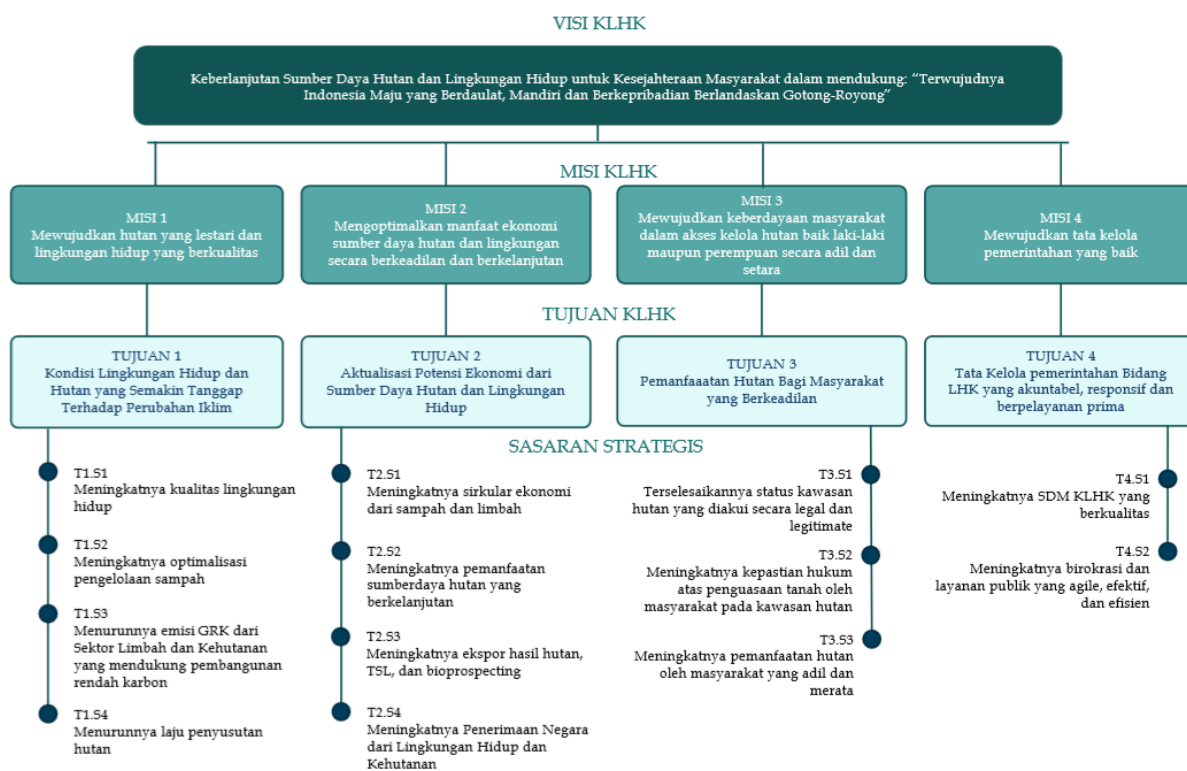 VISI KLHK
Keberlanjutan Sumber Daya Hutan dan Lingkungan Hidup untuk Kesejahteraan Masyarakat dalam mendukung: “Terwujudnya
Indonesia Maju yang Berdaulat, Mandiri dan Berkepribadian Berlandaskan Gotong-Royong”
MISI KLHK
MISI 1
Mewujudkan hutan yang lestari dan
lingkungan hidup yang berkualitas
MISI 2
Mengoptimalkan manfaat ekonomi
sumber daya hutan dan lingkungan
secara berkeadilan dan berkelanjutan
MISI 3
Mewujudkan keberdayaan masyarakat
dalam akses kelola hutan baik laki-laki
maupun perempuan secara adil dan
setara
MISI 4
Mewujudkan tata kelola
pemerintahan yang baik
TUJUAN KLHK
TUJUAN 1
Kondisi Lingkungan Hidup dan
Hutan yang Semakin Tanggap
Terhadap Perubahan Iklim
TUJUAN 2
Aktualisasi Potensi Ekonomi dari
Sumber Daya Hutan dan Lingkungan
Hidup
TUJUAN 3
Pemanfaaatan Hutan Bagi Masyarakat
yang Berkeadilan
TUJUAN 4
Tata Kelola pemerintahan Bidang
LHK yang akuntabel, responsif dan
berpelayanan prima
SASARAN STRATEGIS
T1.S1
Meningkatnya kualitas lingkungan
hidup
T1.S2
Meningkatnya optimalisasi
pengelolaan sampah
T1.S3
Menurunnya emisi GRK dari
Sektor Limbah dan Kehutanan
yang mendukung pembangunan
rendah karbon
T1.S4
Menurunnya laju penyusutan
hutan
T2.S1
Meningkatnya sirkular ekonomi
dari sampah dan limbah
T2.S2
Meningkatnya pemanfaatan
sumberdaya hutan yang
berkelanjutan
T2.S3
Meningkatnya ekspor hasil hutan,
TSL, dan bioprospecting
T2.S4
Meningkatnya Penerimaan Negara
dari Lingkungan Hidup dan
Kehutanan
T3.S1
Terselesaikannya status kawasan
hutan yang diakui secara legal dan
legitimate
T3.S2
Meningkatnya kepastian hukum
atas penguasaan tanah oleh
masyarakat pada kawasan hutan
T3.S3
Meningkatnya pemanfaatan hutan
oleh masyarakat yang adil dan
merata
T4.S1
Meningkatnya SDM KLHK yang
berkualitas
T4.S2
Meningkatnya birokrasi dan
layanan publik yang agile, efektif,
dan efisien